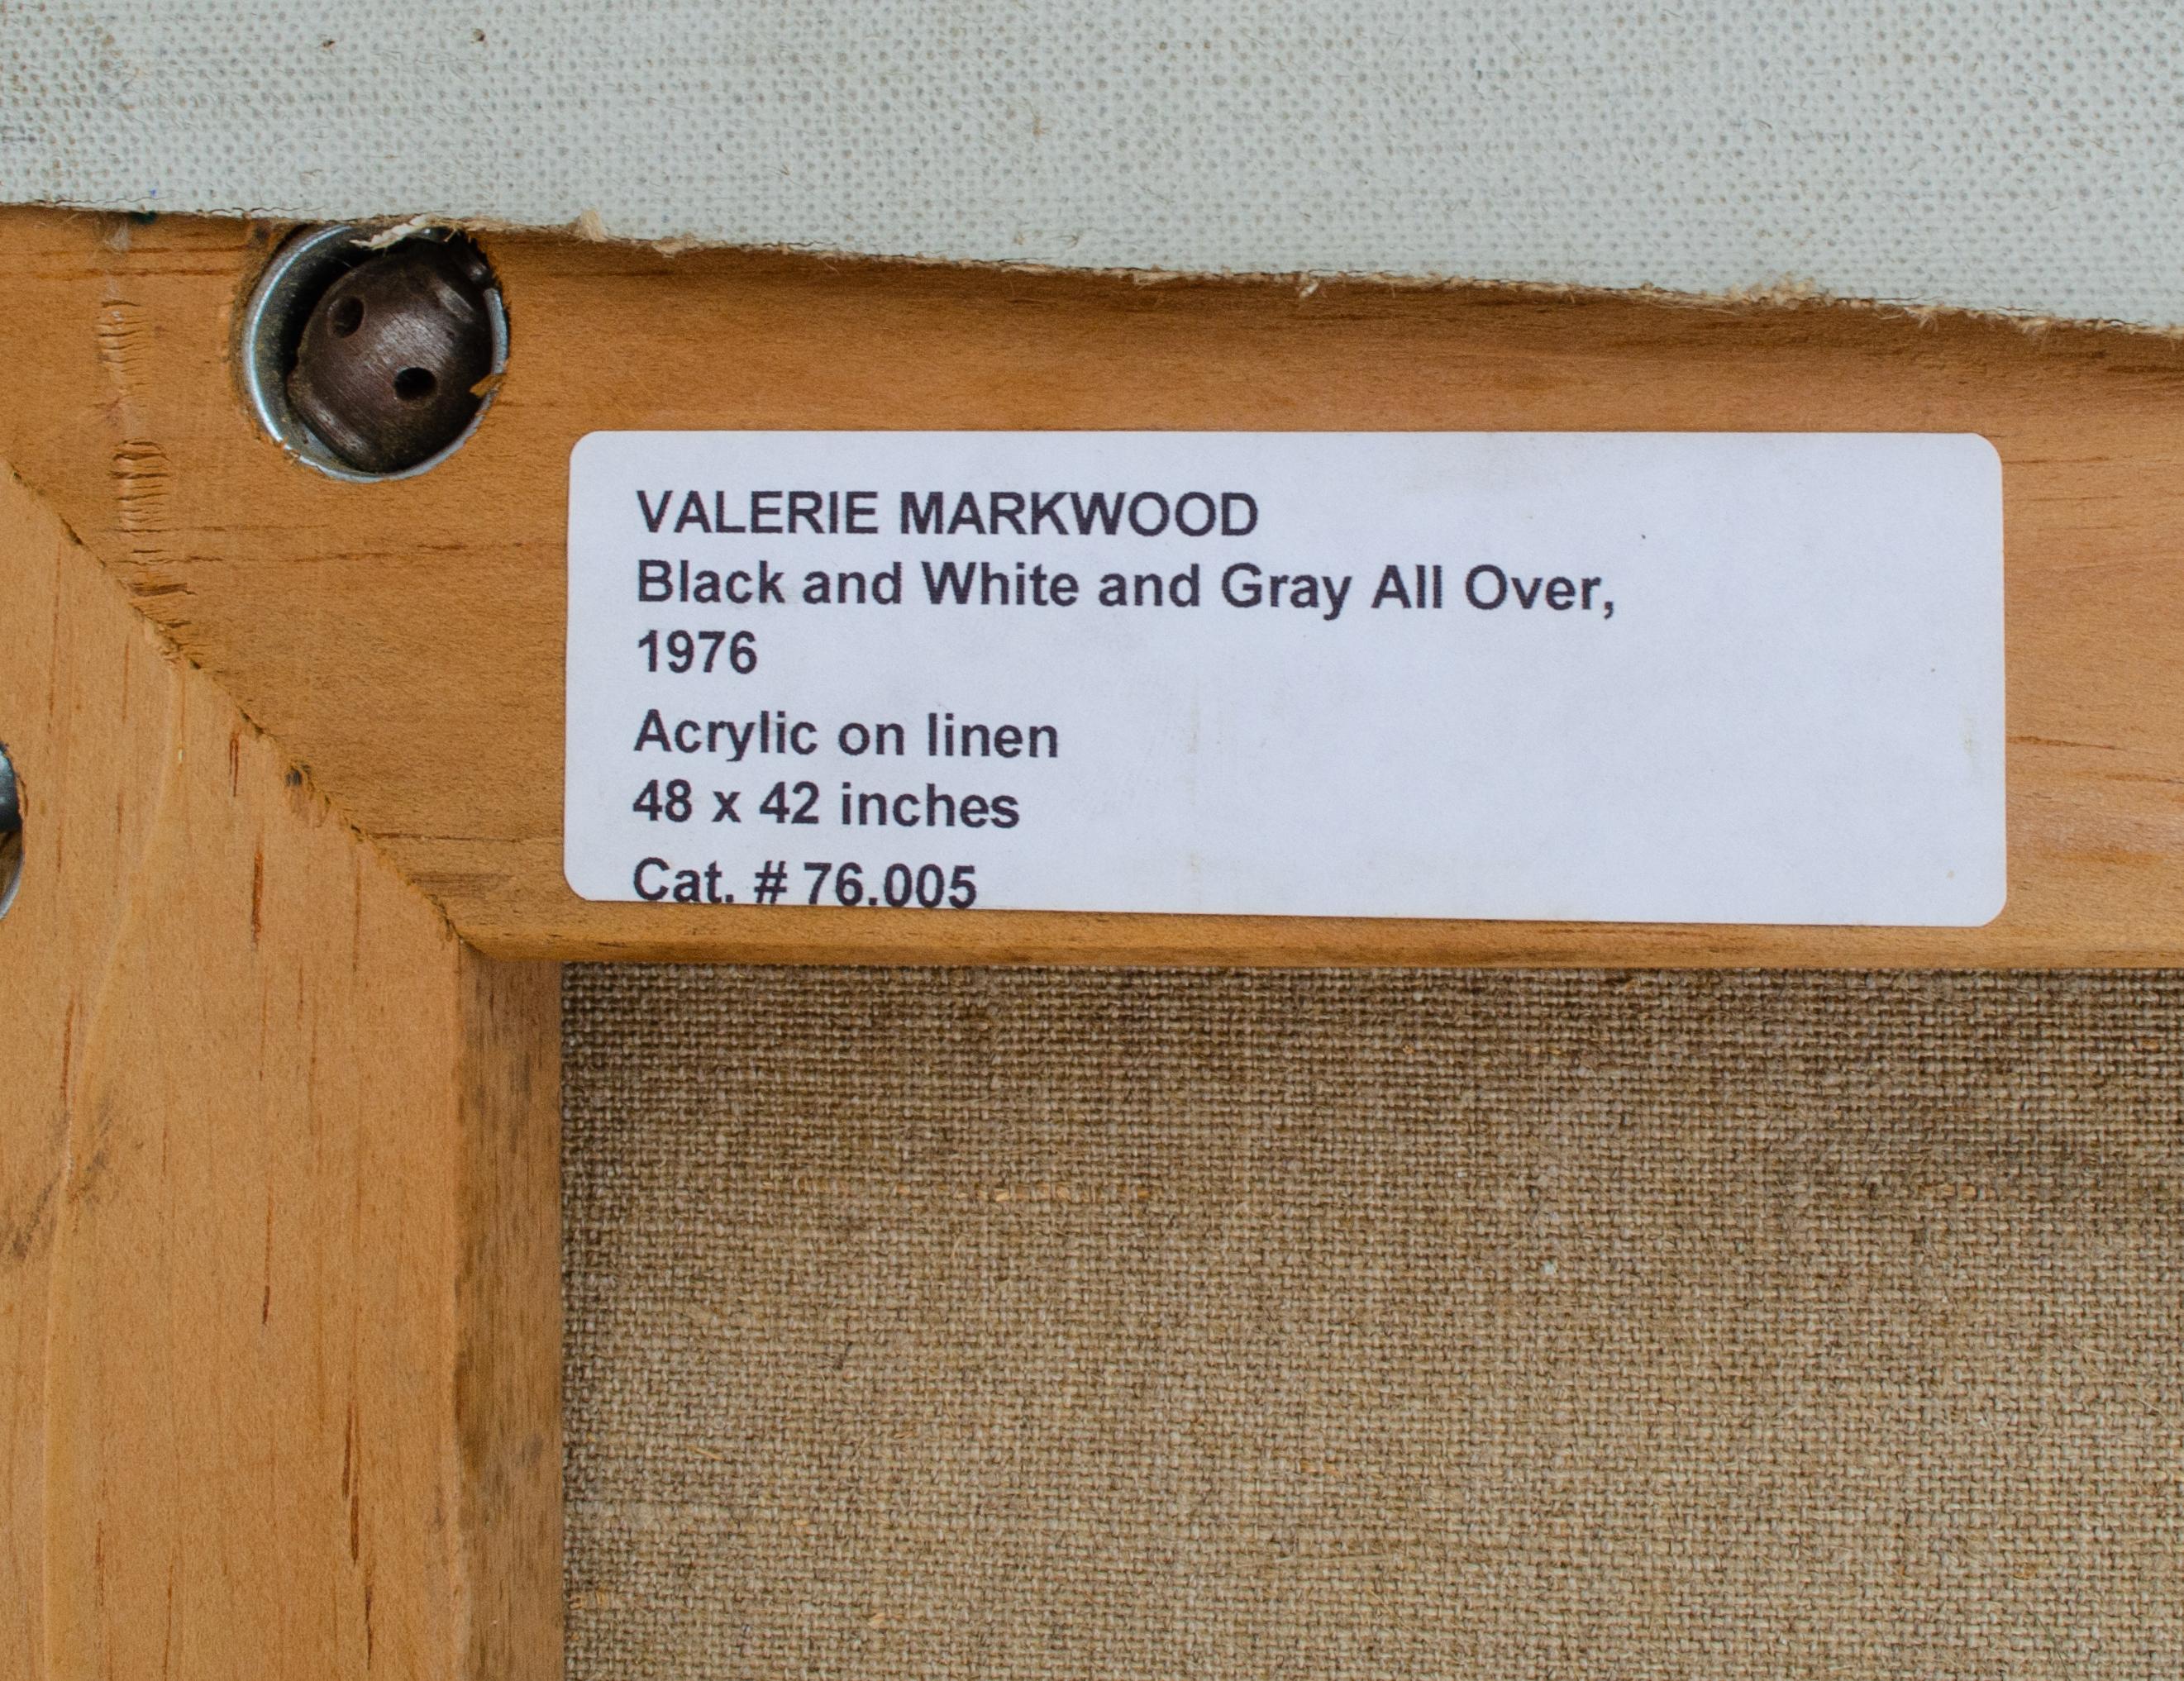 VALERIE MARKWOOD
Black and White and Gray All Over,
1976
Acrylic on linen
48 x 42 inches
Cat. # 76.005